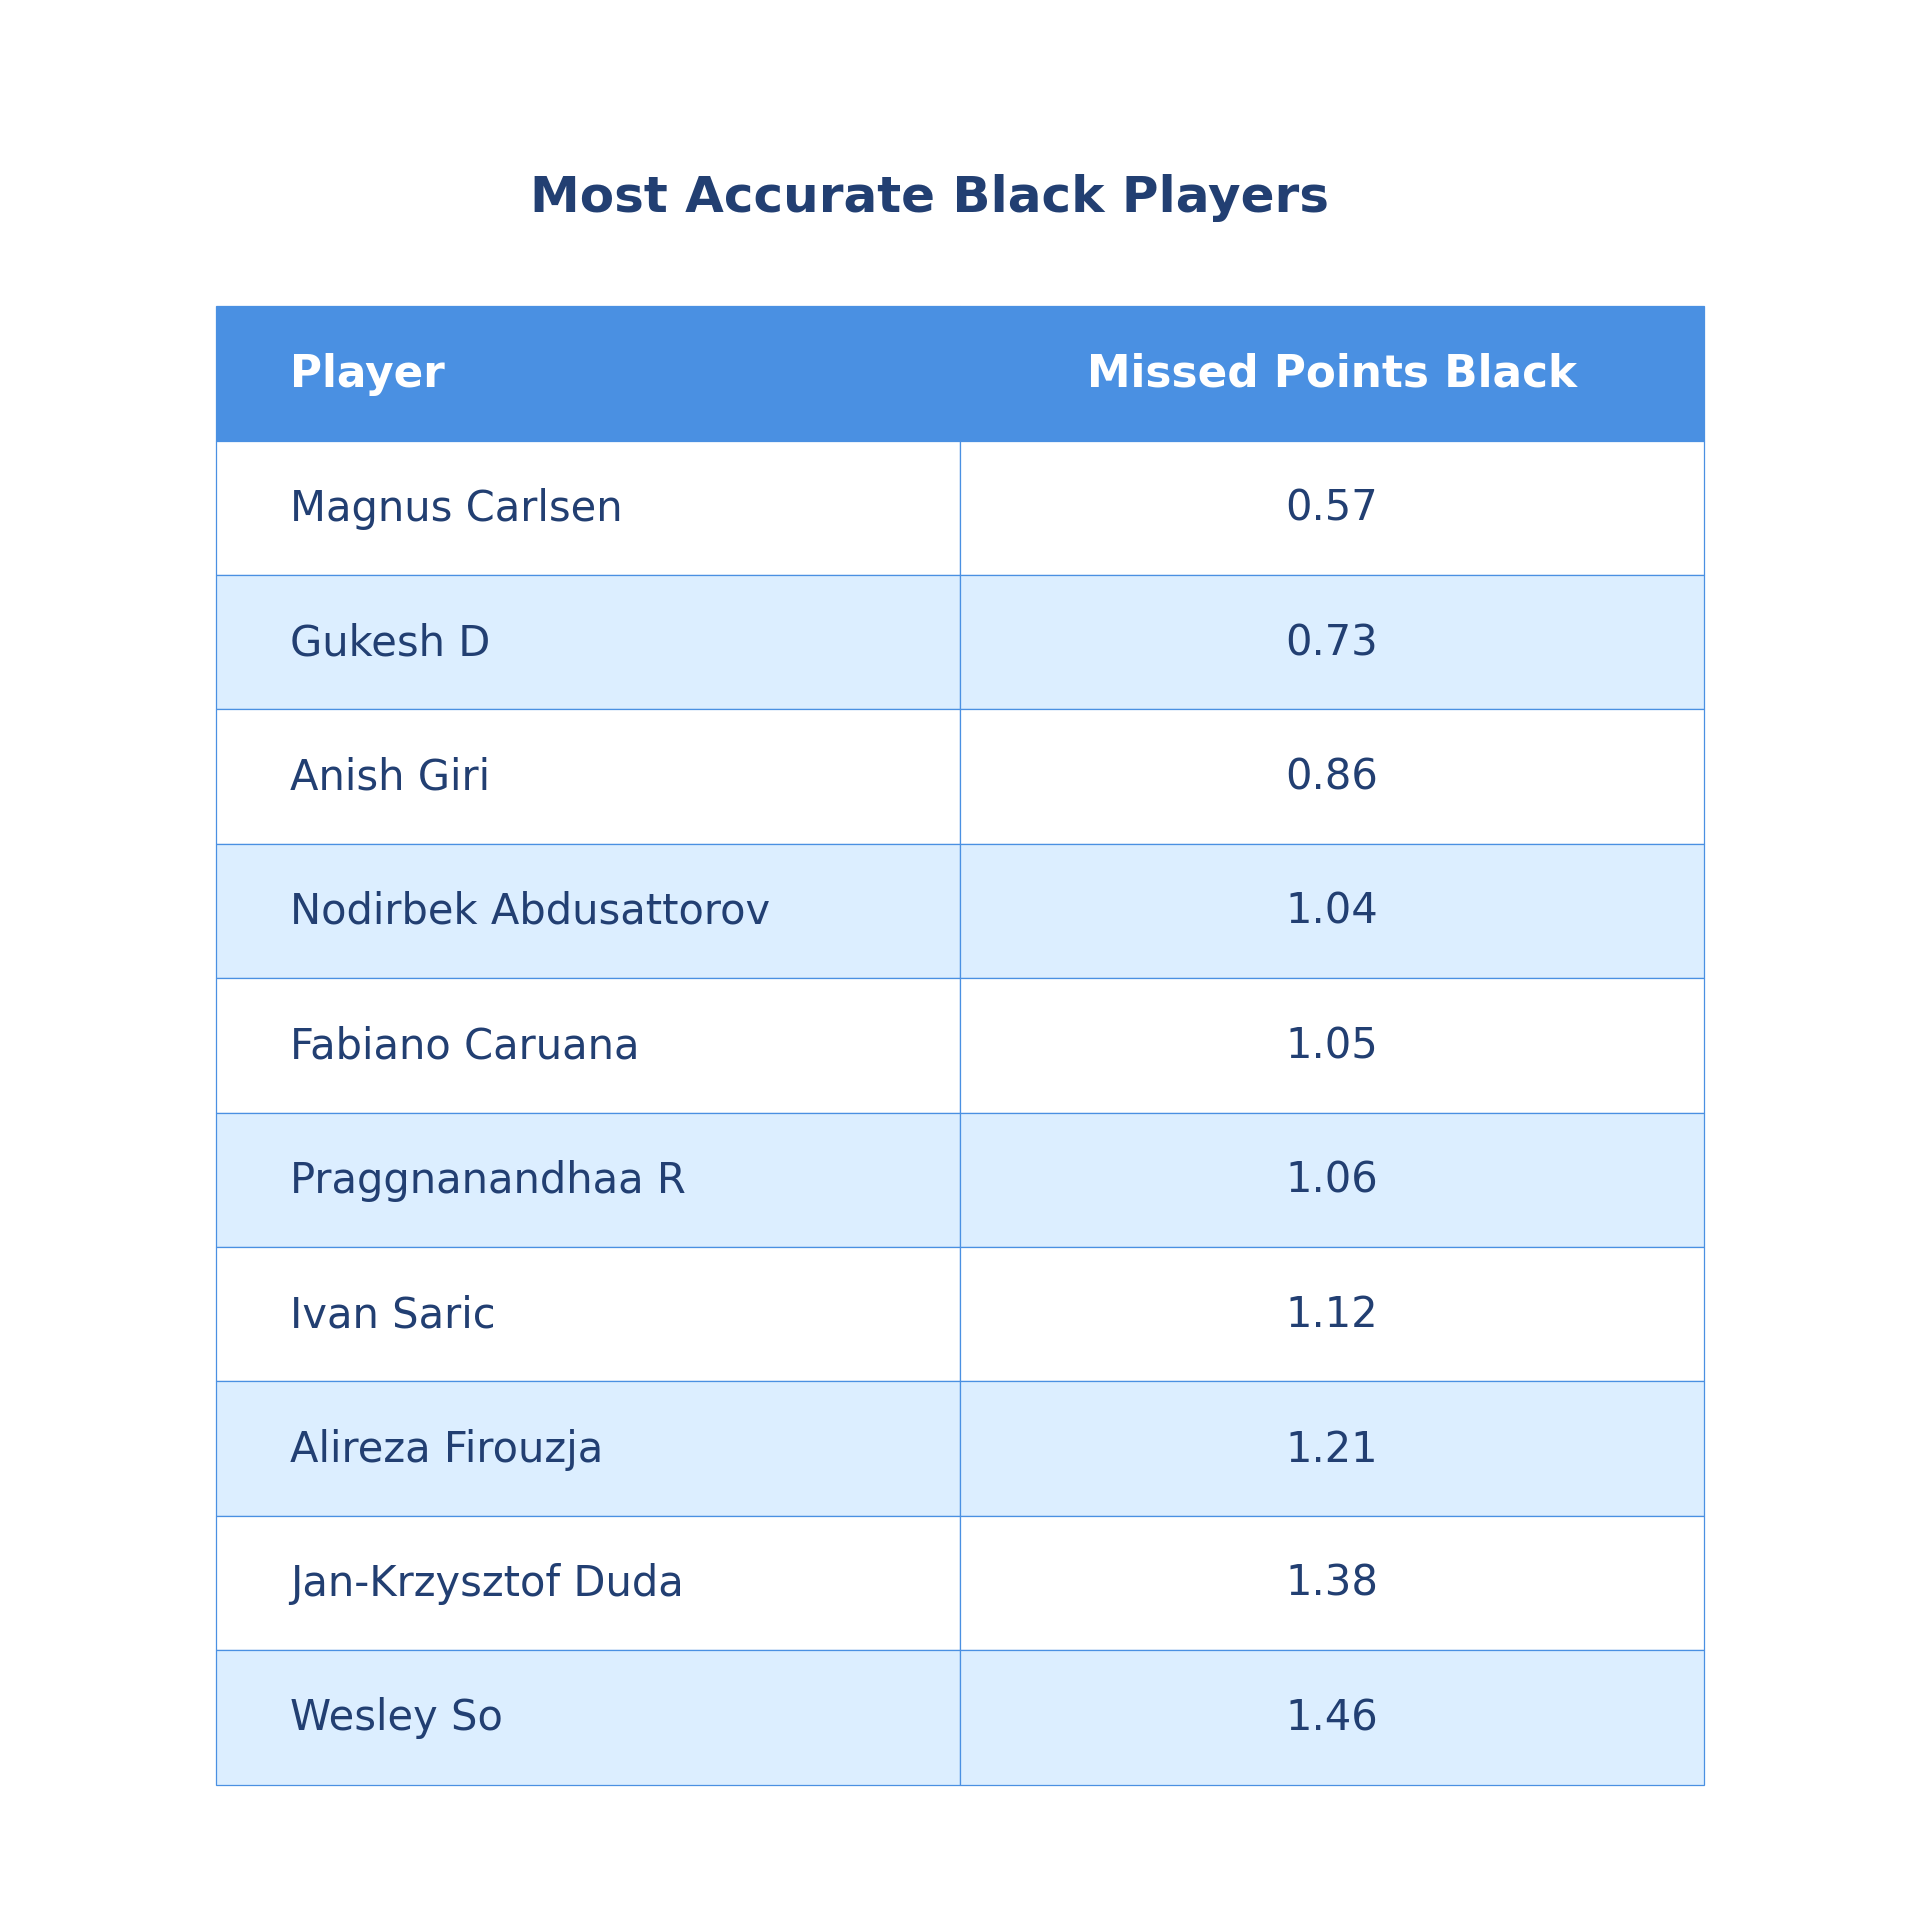 Most Accurate Black Players
Player Missed Points Black
Magnus Carlsen 0.57
Gukesh D 0.73
Anish Giri 0.86
Nodirbek Abdusattorov 1.04
Fabiano Caruana 1.05
Praggnanandhaa R 1.06
Ivan Saric 1.12
Alireza Firouzja 1.21
Jan-Krzysztof Duda 1.38
Wesley So 1.46